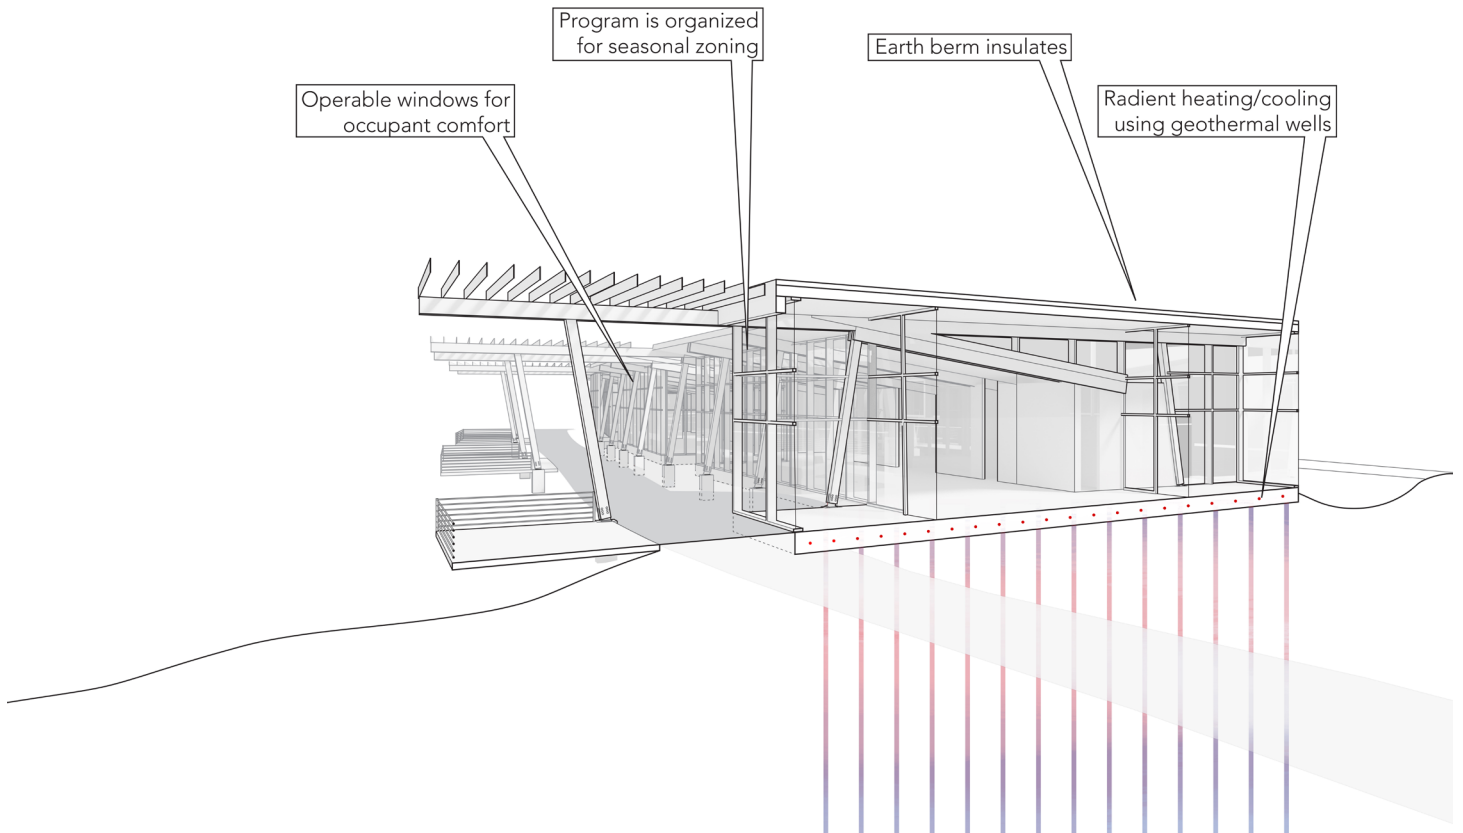 Program is organized
for seasonal zoning
Earth berm insulates
Operable windows for
occupant comfort
Radient heating/cooling
using geothermal wells